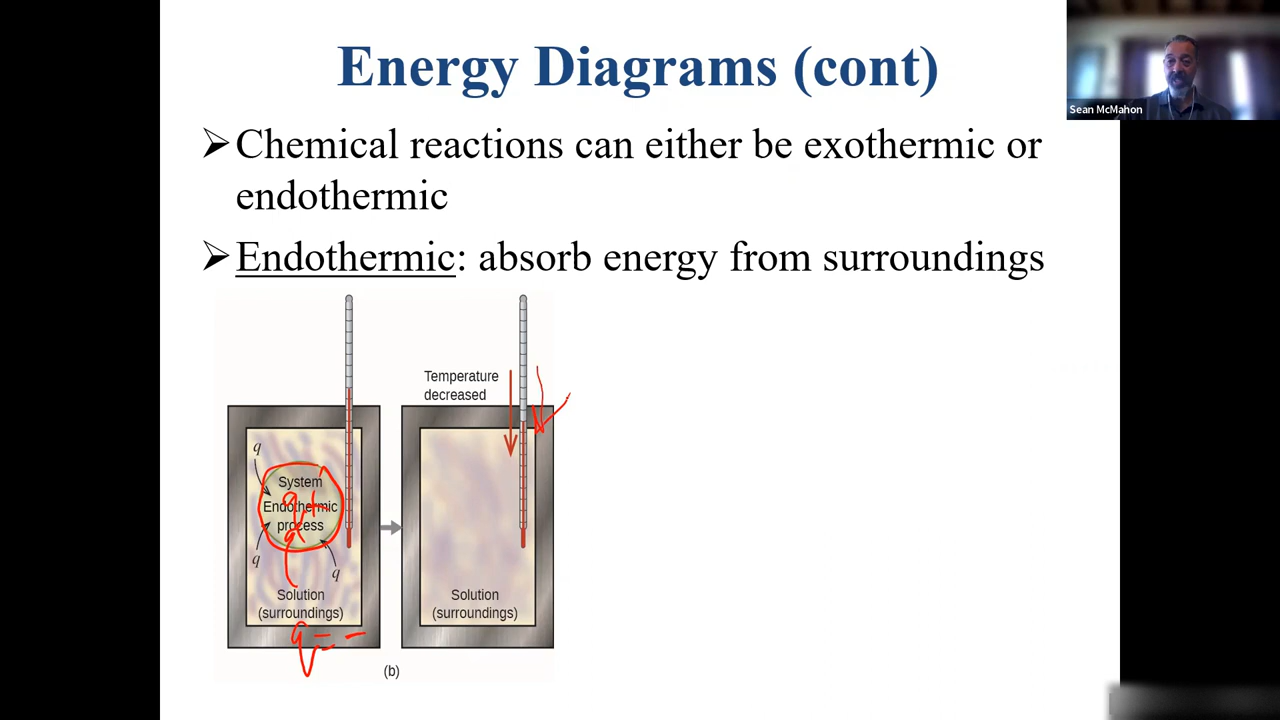 Energy Diagrams (cont)
Sean McMahon
➢Chemical reactions can either be exothermic or
endothermic
➢Endothermic: absorb energy from surroundings
Temperature
decreased
q
System
Endothermic
process
q
q
Solution
(surroundings)
Solution
(surroundings)
q = -
(b)